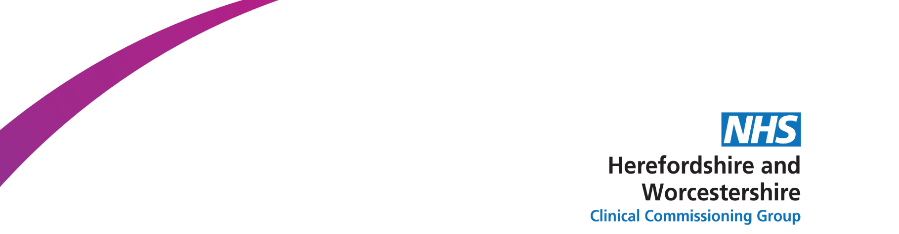 NHS
Herefordshire and
Worcestershire
Clinical Commissioning Group